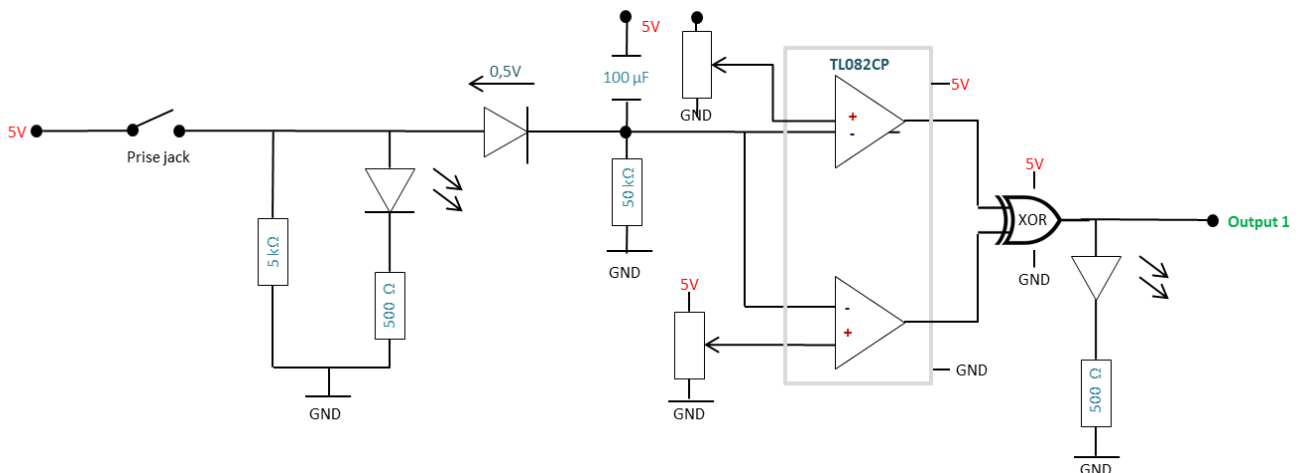 5V
Prise jack
5 kΩ
500 Ω
GND
0,5V
5V
100 µF
50 kΩ
GND
GND
5V
GND
TL082CP
+
-
5V
-
+
GND
5V
XOR
GND
Output 1
500 Ω
GND